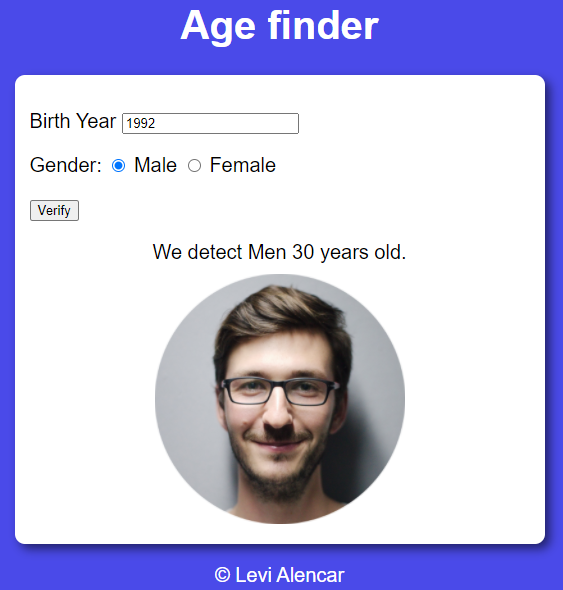 Age finder
Birth Year 1992
Gender: Male Female
Verify
We detect Men 30 years old.
© Levi Alencar